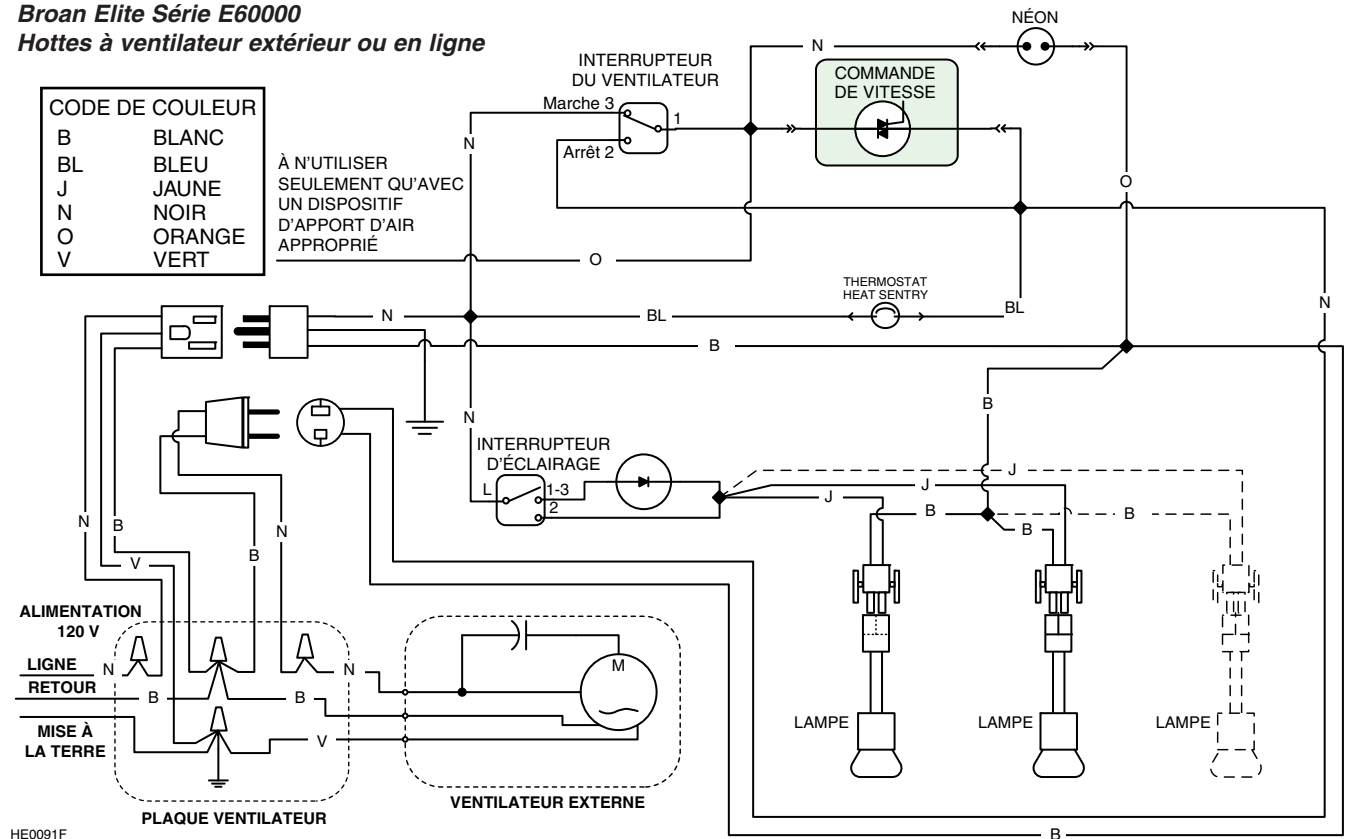 Broan Elite Série E60000
Hottes à ventilateur extérieur ou en ligne
CODE DE COULEUR
B BLANC
BL BLEU
J JAUNE
N NOIR
O ORANGE
V VERT
À N'UTILISER
SEULEMENT QU'AVEC
UN DISPOSITIF
D'APPORT D'AIR
APPROPRIÉ
INTERRUPTEUR
DU VENTILATEUR
Marche 3
1
Arrêt 2
N
NÉON
N
COMMANDE
DE VITESSE
O
O
THERMOSTAT
HEAT SENTRY
N
BL
BL
N
B
N
B
INTERRUPTEUR
D'ÉCLAIRAGE
L
1-3
2
J
J
J
B
B
B
N
B
V
B
N
ALIMENTATION
120 V
LIGNE
N
RETOUR
B
MISE À
LA TERRE
N
B
V
M
PLAQUE VENTILATEUR
VENTILATEUR EXTERNE
LAMPE
LAMPE
LAMPE
B
HE0091F